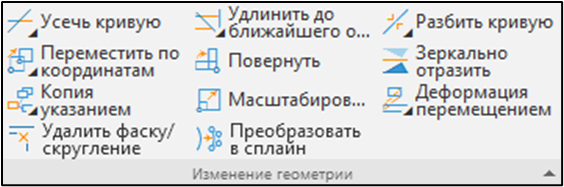 Усечь кривую
Удлинить до
ближайшего о...
Разбить кривую
Переместить по
координатам
Повернуть
Зеркально
отразить
Копия
указанием
Масштабиров...
Деформация
перемещением
Удалить фаску/
скругление
Преобразовать
в сплайн
Изменение геометрии